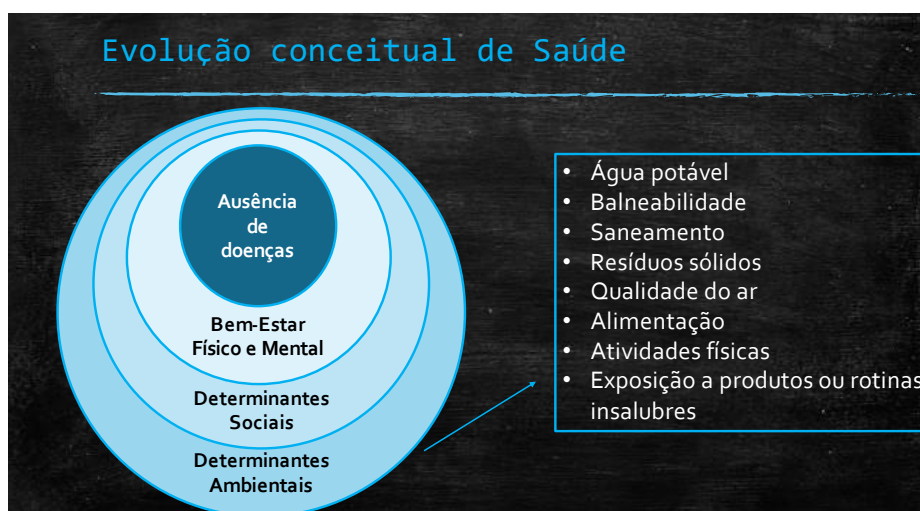 Evolução conceitual de Saúde
Ausência
de
doenças
Bem-Estar
Físico e Mental
Determinantes
Sociais
Determinantes
Ambientais
• Água potável
• Balneabilidade
• Saneamento
• Resíduos sólidos
• Qualidade do ar
• Alimentação
• Atividades físicas
• Exposição a produtos ou rotinas
insalubres